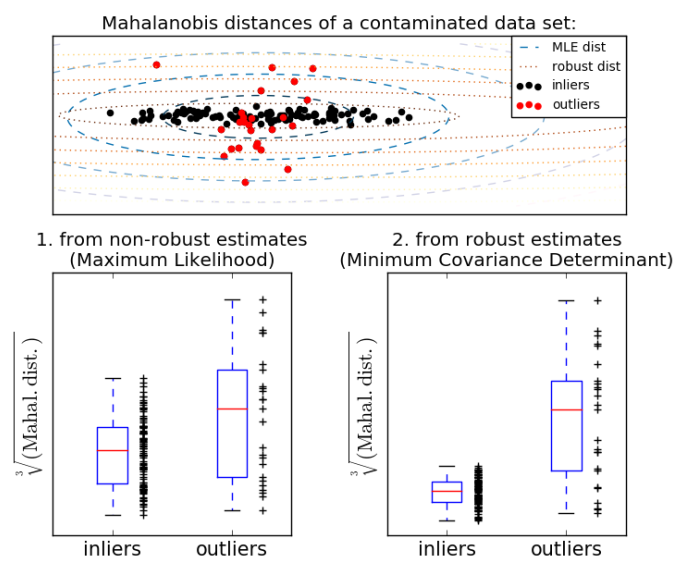 Mahalanobis distances of a contaminated data set:
MLE dist
robust dist
inliers
outliers
1. from non-robust estimates
(Maximum Likelihood)
∛(Mahal. dist.)
inliers outliers
2. from robust estimates
(Minimum Covariance Determinant)
∛(Mahal. dist.)
inliers outliers